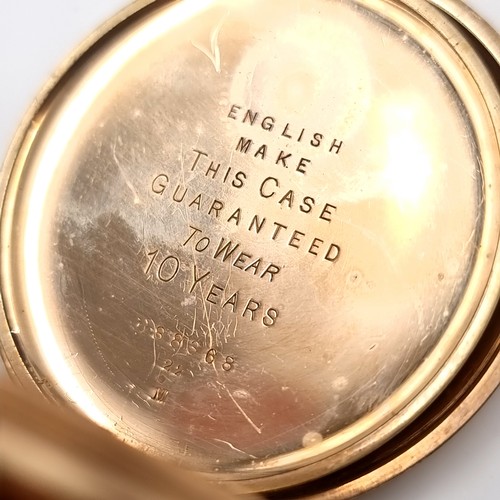 ENGLISH
MAKE
THIS CASE
GUARANTEED
TO WEAR
10 YEARS